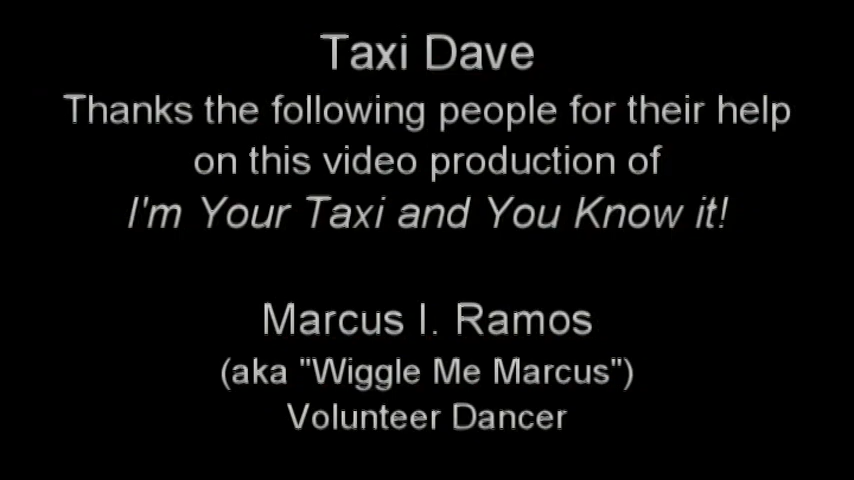 Taxi Dave
Thanks the following people for their help
on this video production of
I'm Your Taxi and You Know it!
Marcus I. Ramos
(aka "Wiggle Me Marcus")
Volunteer Dancer